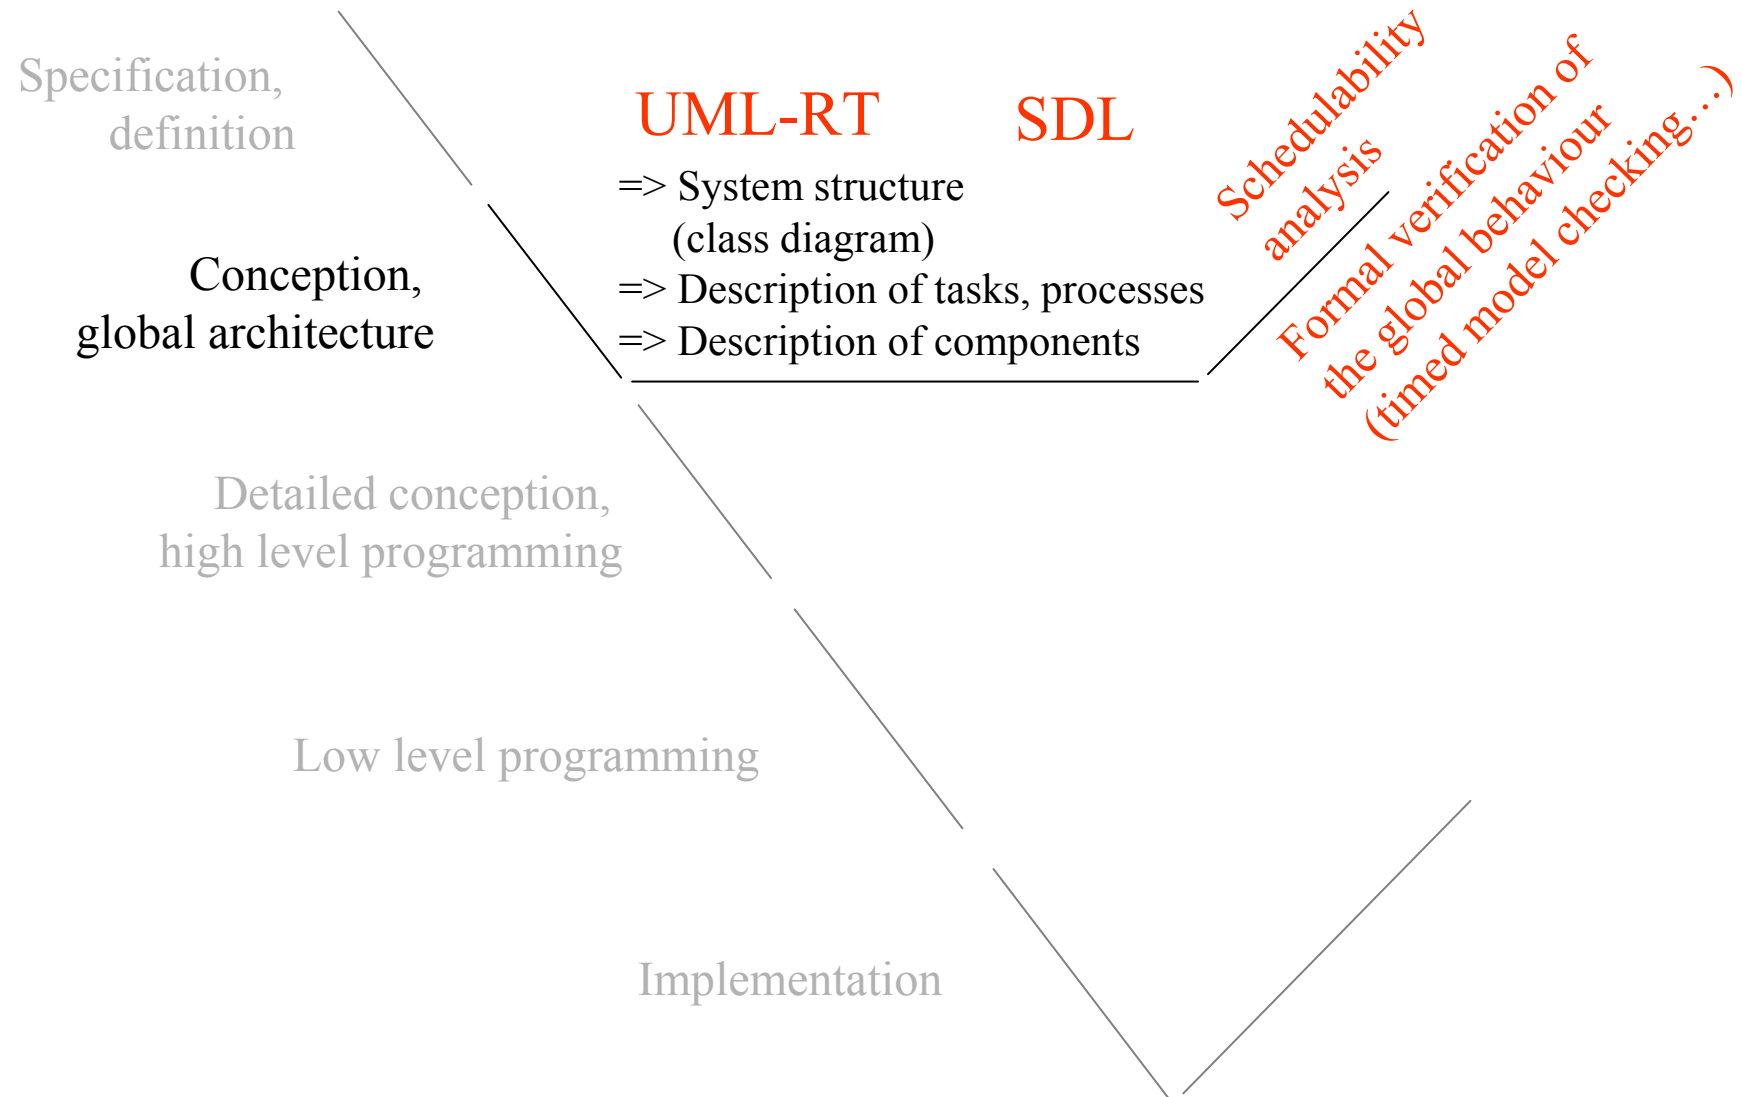 Specification,
definition
UML-RT
SDL
=> System structure
(class diagram)
=> Description of tasks, processes
=> Description of components
Schedulability
analysis
Formal verification of
the global behaviour
(timed model checking…)
Conception,
global architecture
Detailed conception,
high level programming
Low level programming
Implementation